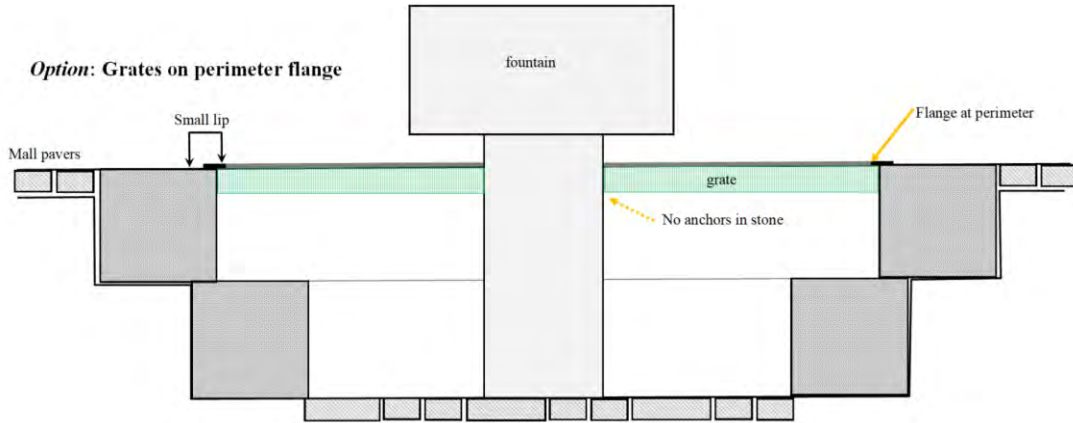 fountain
Option: Grates on perimeter flange
Small lip
Flange at perimeter
Mall pavers
grate
No anchors in stone